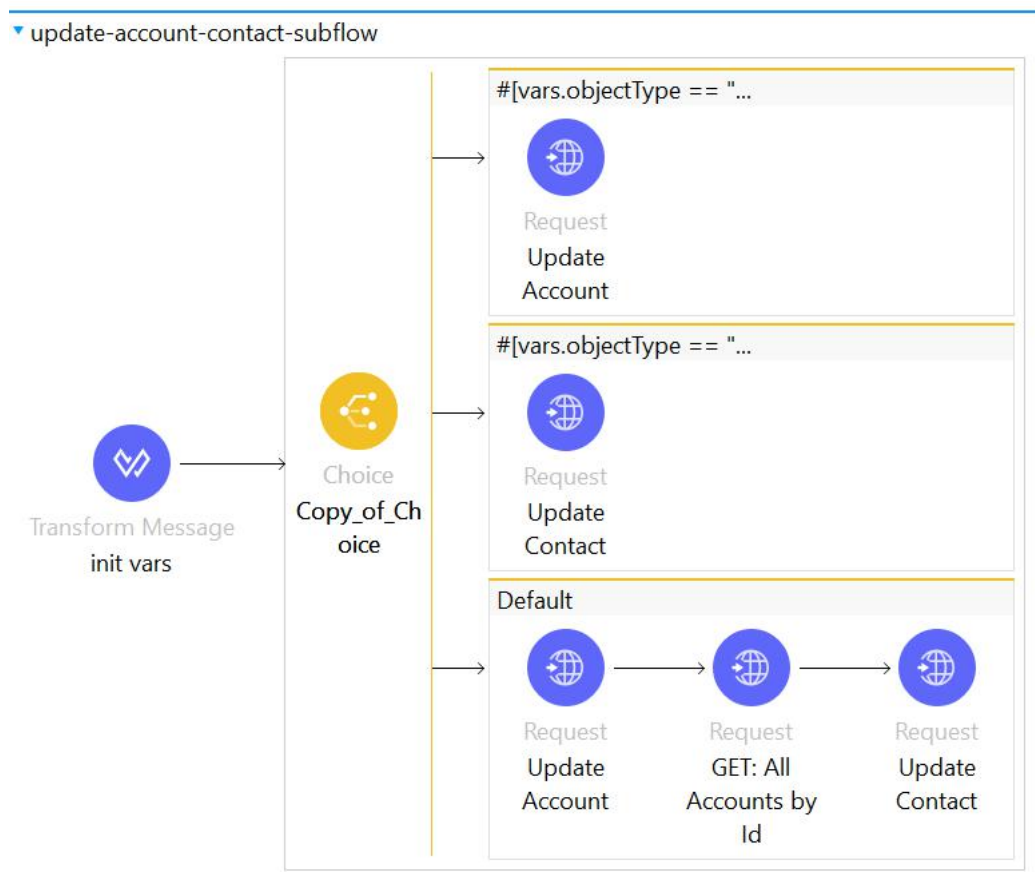 update-account-contact-subflow
#[vars.objectType == "...
Request
Update
Account
#[vars.objectType == "...
Request
Update
Contact
Transform Message
init vars
Choice
Copy_of_Ch
oice
Default
Request
Update
Account
Request
GET: All
Accounts by
Id
Request
Update
Contact